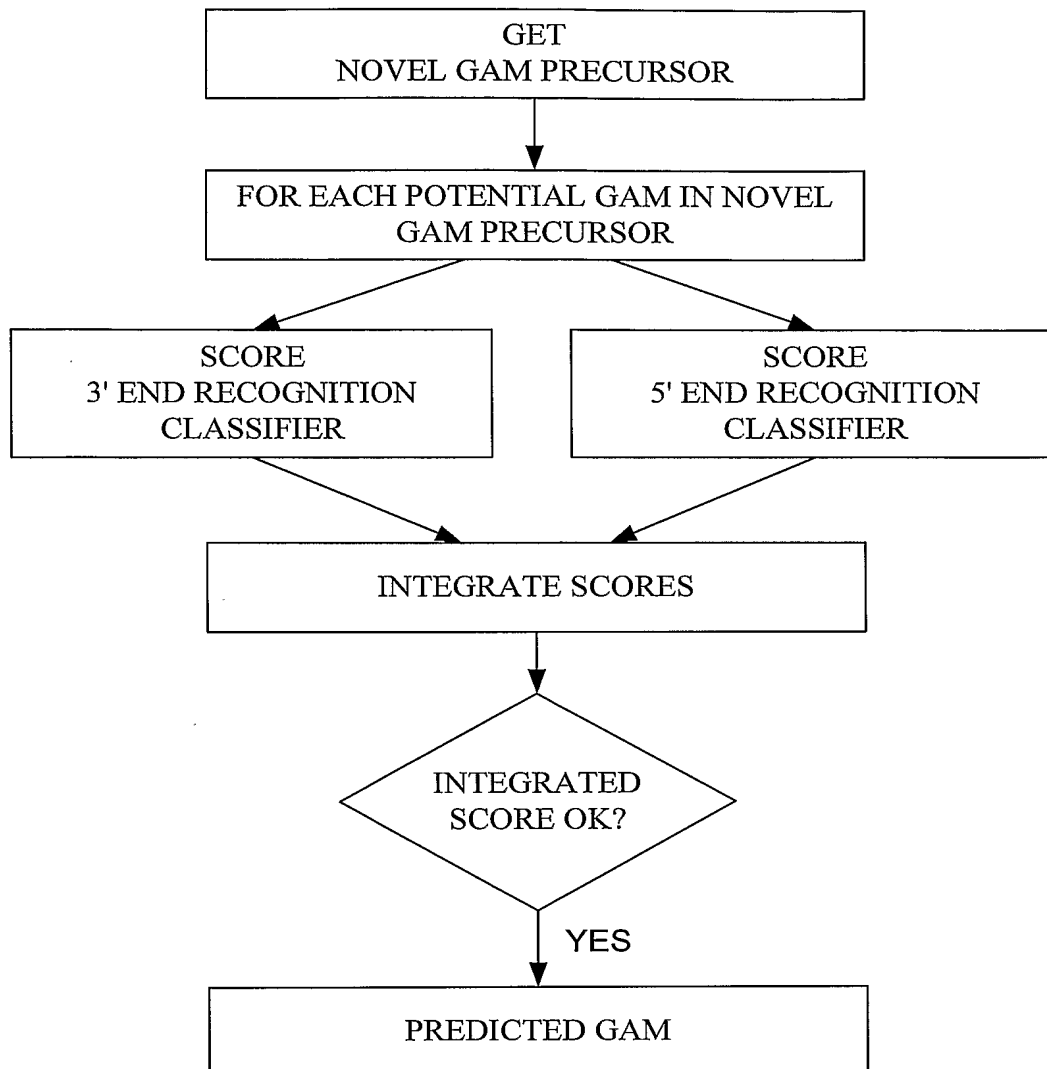 GET
NOVEL GAM PRECURSOR
FOR EACH POTENTIAL GAM IN NOVEL
GAM PRECURSOR
SCORE
3' END RECOGNITION
CLASSIFIER
SCORE
5' END RECOGNITION
CLASSIFIER
INTEGRATE SCORES
INTEGRATED
SCORE OK?
YES
PREDICTED GAM